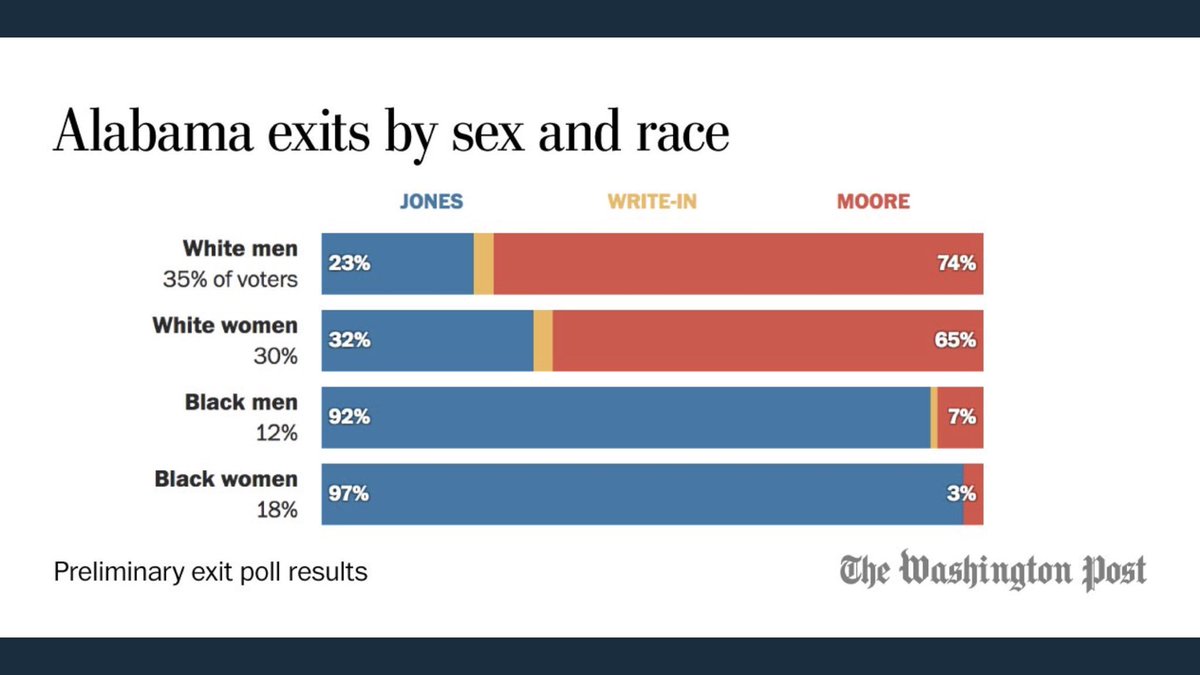 Alabama exits by sex and race
JONES WRITE-IN MOORE
White men
35% of voters
23% 74%
White women
30%
32% 65%
Black men
12%
92% 7%
Black women
18%
97% 3%
Preliminary exit poll results
The Washington Post